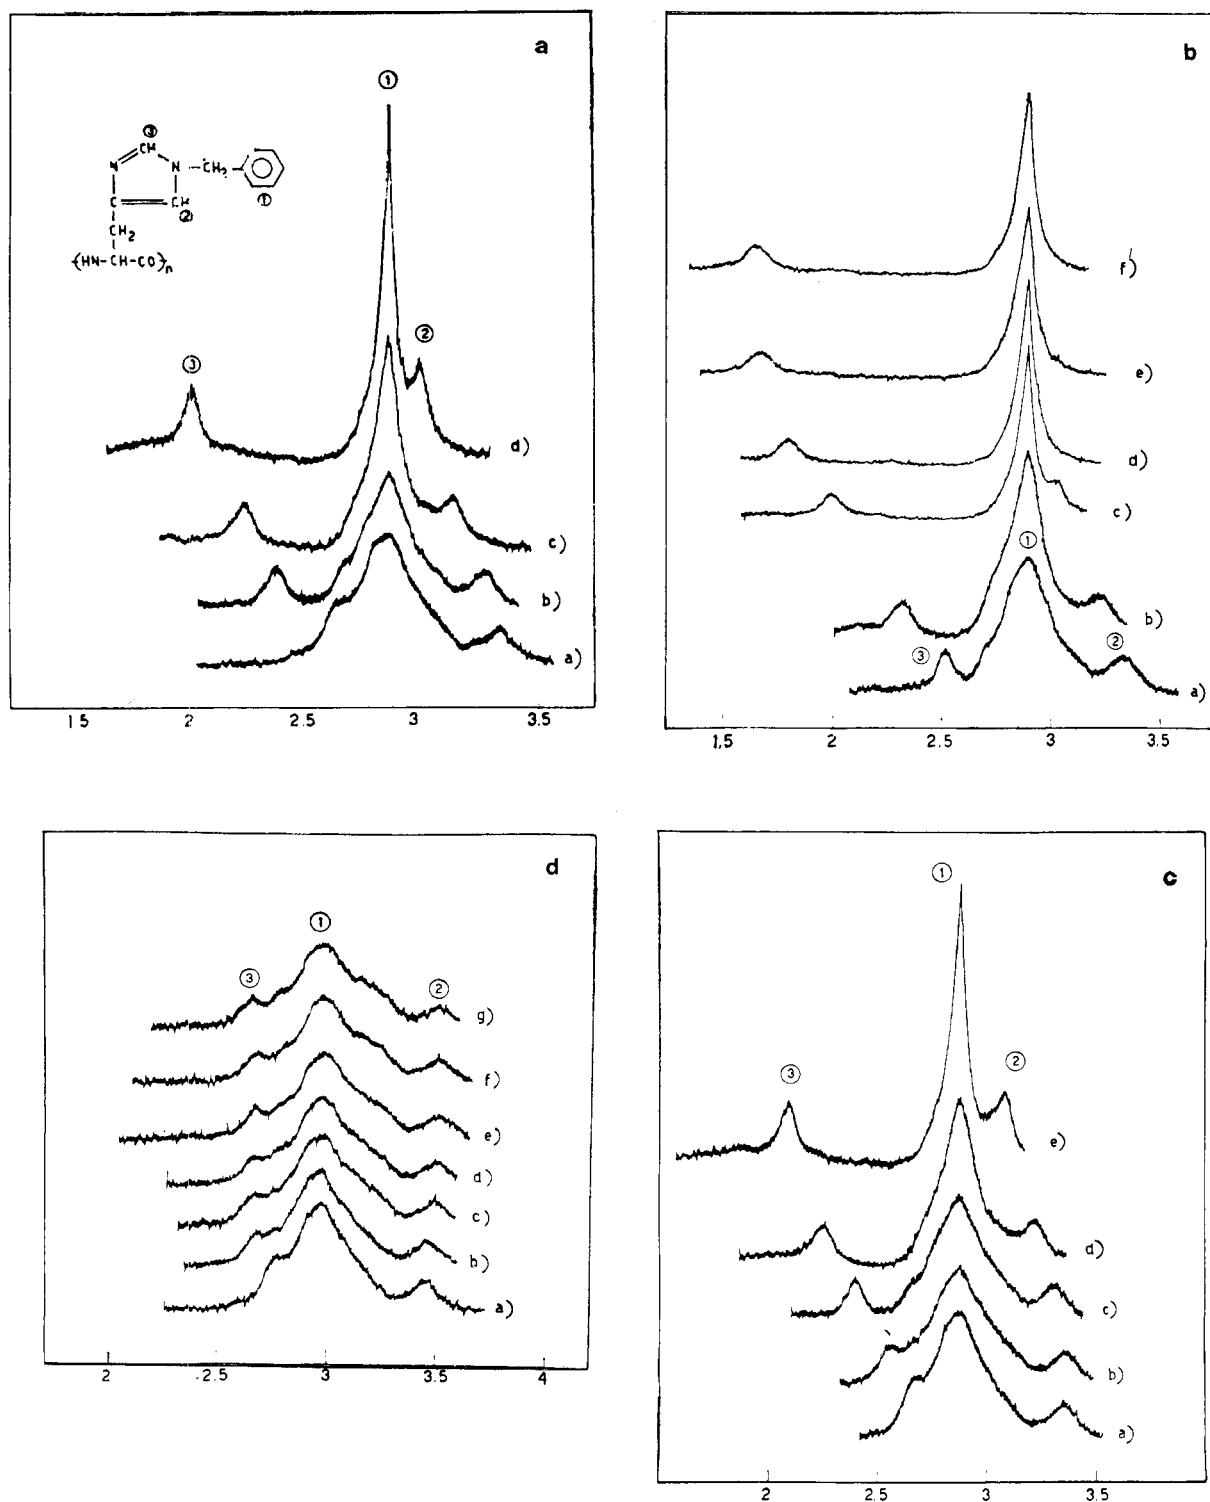 a
①
③
CH
N
N
CH₂
①
C
CH
②
CH₂
(HN-CH-CO)n
②
③
d)
c)
b)
a)
1 5
2
2.5
3
3.5
b
f)
e)
d)
c)
①
b)
③
②
a)
1,5
2
2.5
3
3.5
d
①
③
②
g)
f)
e)
d)
c)
b)
a)
2
2.5
3
3.5
4
c
①
③
②
e)
d)
c)
b)
a)
2
2.5
3
3.5